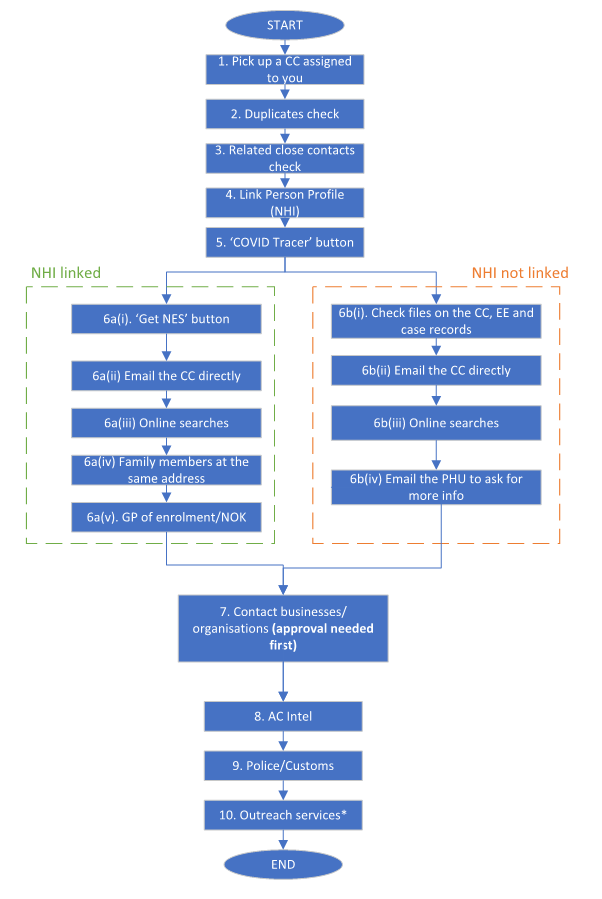 START
1. Pick up a CC assigned
to you
2. Duplicates check
3. Related close contacts
check
4. Link Person Profile
(NHI)
5. ‘COVID Tracer’ button
NHI linked
6a(i). ‘Get NES’ button
6a(ii) Email the CC directly
6a(iii) Online searches
6a(iv) Family members at the
same address
6a(v). GP of enrolment/NOK
NHI not linked
6b(i). Check files on the CC, EE and
case records
6b(ii) Email the CC directly
6b(iii) Online searches
6b(iv) Email the PHU to ask for
more info
7. Contact businesses/
organisations (approval needed
first)
8. AC Intel
9. Police/Customs
10. Outreach services*
END